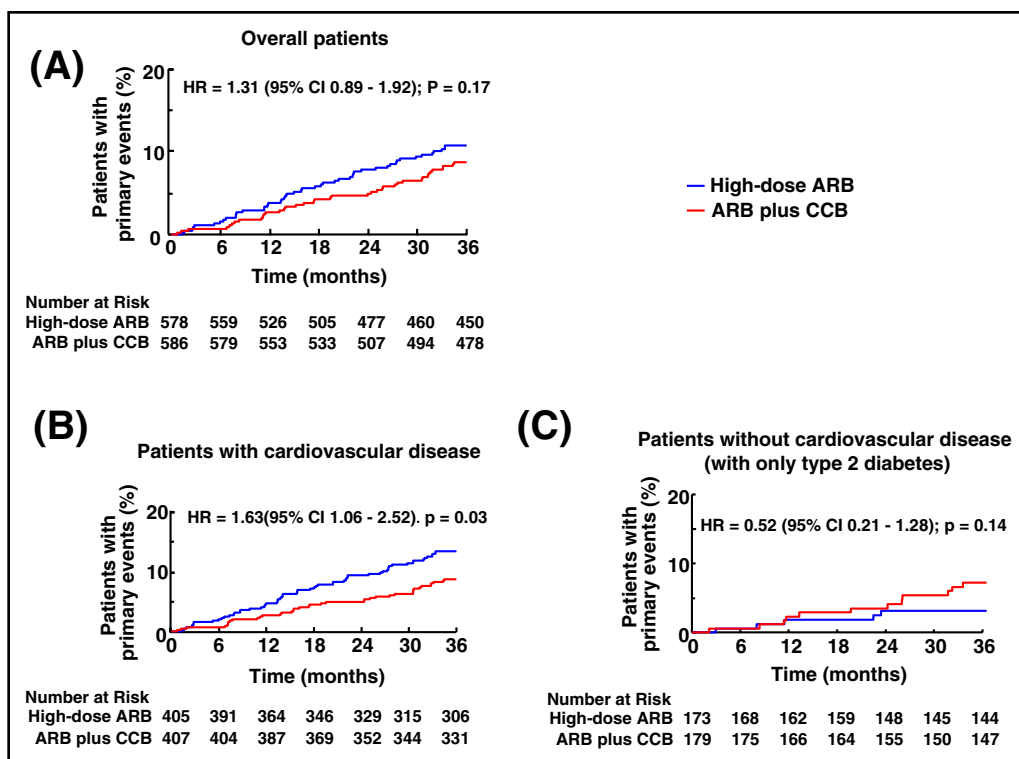 (A)
Overall patients
HR = 1.31 (95% CI 0.89 - 1.92); P = 0.17
Patients with
primary events (%)
20
10
0
0 6 12 18 24 30 36
Time (months)
High-dose ARB
ARB plus CCB
Number at Risk
High-dose ARB 578 559 526 505 477 460 450
ARB plus CCB 586 579 553 533 507 494 478
(B)
Patients with cardiovascular disease
HR = 1.63(95% CI 1.06 - 2.52). p = 0.03
Patients with
primary events (%)
20
10
0
0 6 12 18 24 30 36
Time (months)
Number at Risk
High-dose ARB 405 391 364 346 329 315 306
ARB plus CCB 407 404 387 369 352 344 331
(C)
Patients without cardiovascular disease
(with only type 2 diabetes)
HR = 0.52 (95% CI 0.21 - 1.28); p = 0.14
Patients with
primary events (%)
20
10
0
0 6 12 18 24 30 36
Time (months)
Number at Risk
High-dose ARB 173 168 162 159 148 145 144
ARB plus CCB 179 175 166 164 155 150 147